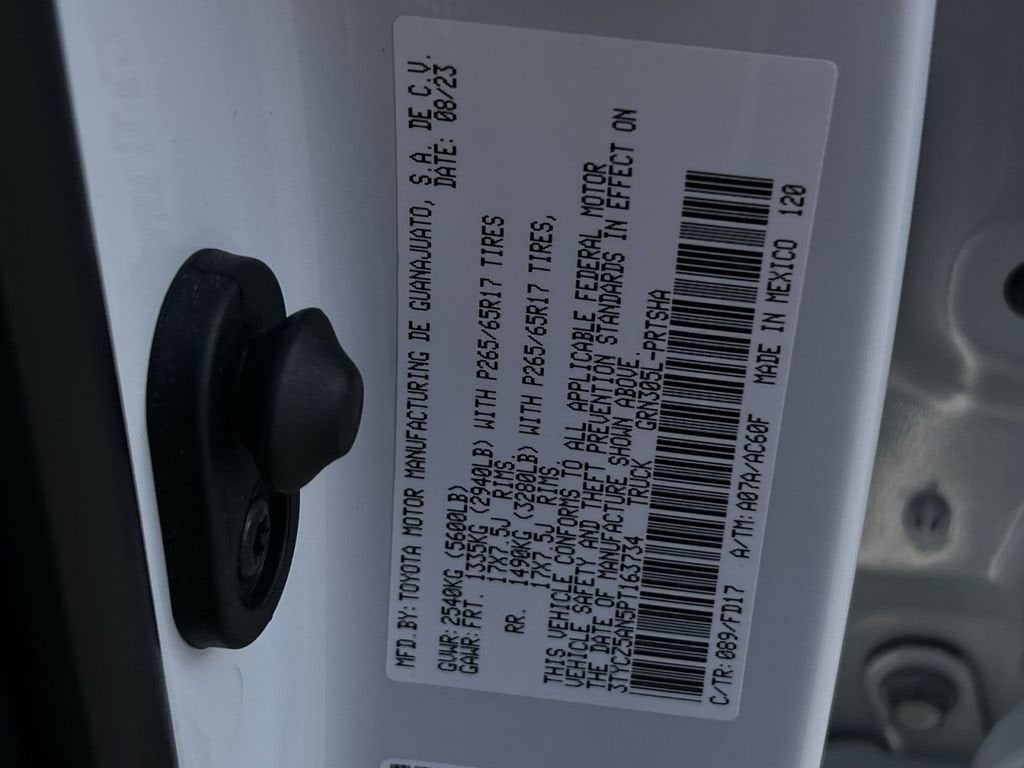 MFD.BY: TOYOTA MOTOR MANUFACTURING DE GUANAJUATO, S.A. DE C.V.
DATE: 08/23
GVWR: 2540KG (5600LB)
GAWR: FRT. 1335KG (2940LB) WITH P265/65R17 TIRES
17X7.5J RIMS,
RR. 1490KG (3280LB) WITH P265/65R17 TIRES,
17X7.5J RIMS.
THIS VEHICLE CONFORMS TO ALL APPLICABLE FEDERAL MOTOR
VEHICLE SAFETY AND THEFT PREVENTION STANDARDS IN EFFECT ON
THE DATE OF MANUFACTURE SHOWN ABOVE.
3TYCZ5AN5PT163734 TRUCK GRN305L-PRTSHA
C/TR: 089/FD17 A/TM: A07A/AC60F MADE IN MEXICO 120